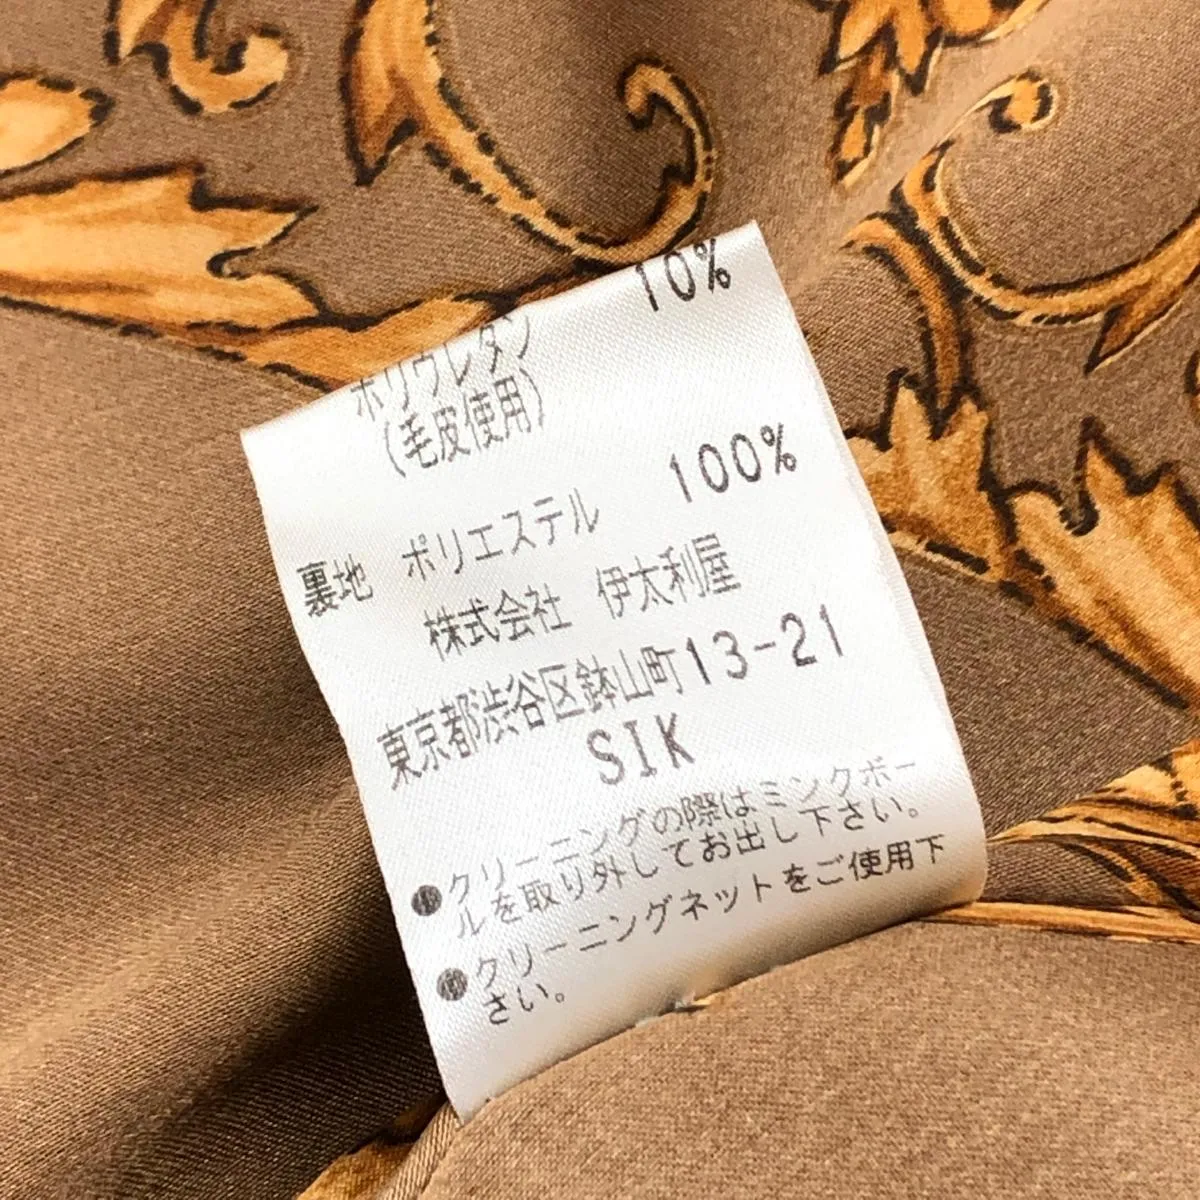 ポリウレタン 10%
(毛皮使用)
裏地 ポリエステル 100%
株式会社 伊太利屋
東京都渋谷区鉢山町13-21
SIK
●クリーニングの際はミンクボー
ルを取り外してお出し下さい。
●クリーニングネットをご使用下
さい。